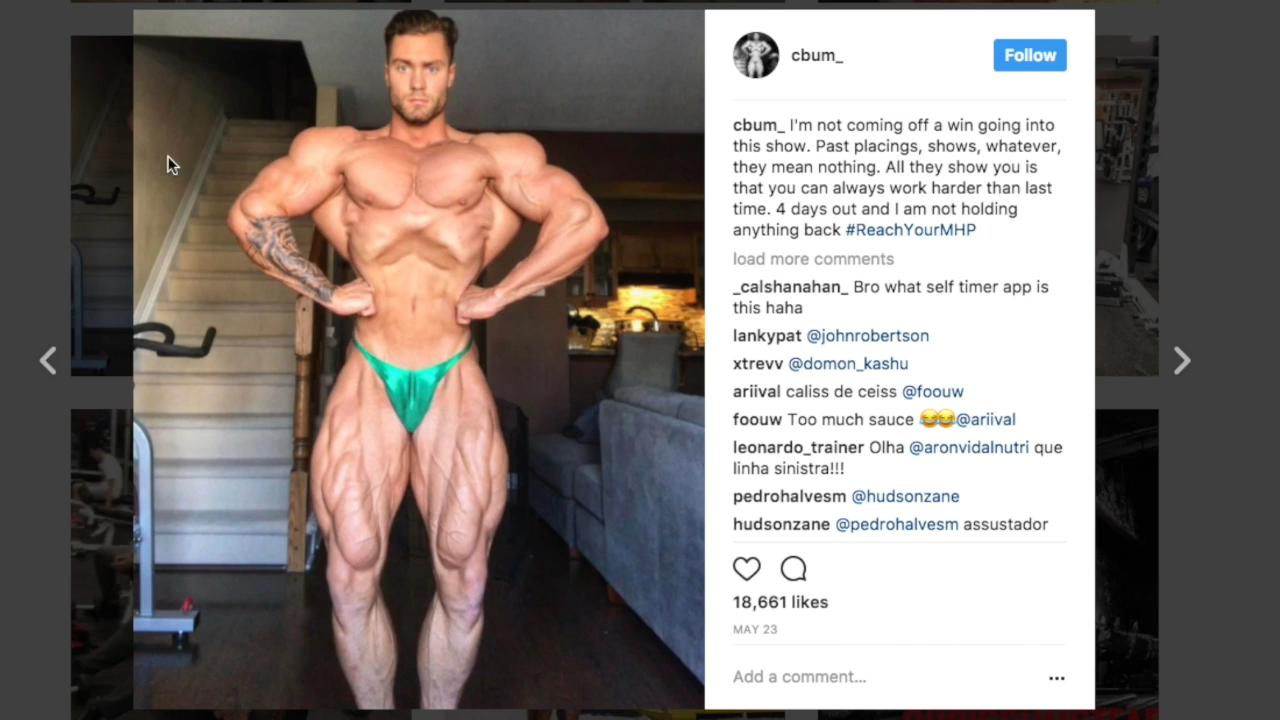 cbum_
Follow
cbum_ I'm not coming off a win going into
this show. Past placings, shows, whatever,
they mean nothing. All they show you is
that you can always work harder than last
time. 4 days out and I am not holding
anything back #ReachYourMHP
load more comments
_calshanahan_ Bro what self timer app is
this haha
lankypat @johnrobertson
xtrevv @domon_kashu
ariival caliss de ceiss @foouw
foouw Too much sauce 😂😂@ariival
leonardo_trainer Olha @aronvidalnutri que
linha sinistra!!!
pedrohalvesm @hudsonzane
hudsonzane @pedrohalvesm assustador
18,661 likes
MAY 23
Add a comment...